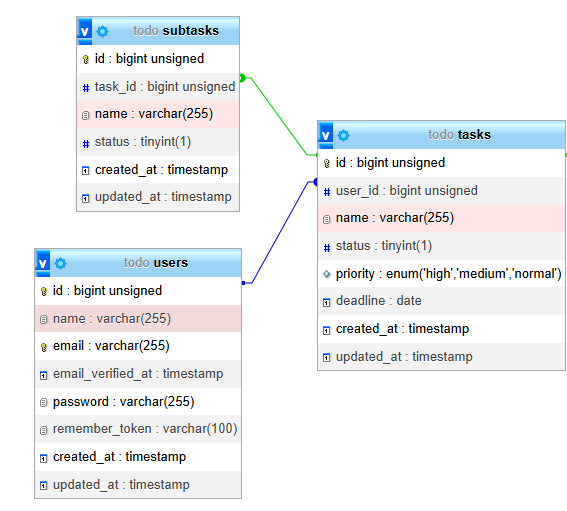 v todo subtasks
id : bigint unsigned
# task_id : bigint unsigned
name : varchar(255)
# status : tinyint(1)
created_at : timestamp
updated_at : timestamp
v todo tasks
id : bigint unsigned
# user_id : bigint unsigned
name : varchar(255)
# status : tinyint(1)
priority : enum('high','medium','normal')
deadline : date
created_at : timestamp
updated_at : timestamp
v todo users
id : bigint unsigned
name : varchar(255)
email : varchar(255)
email_verified_at : timestamp
password : varchar(255)
remember_token : varchar(100)
created_at : timestamp
updated_at : timestamp